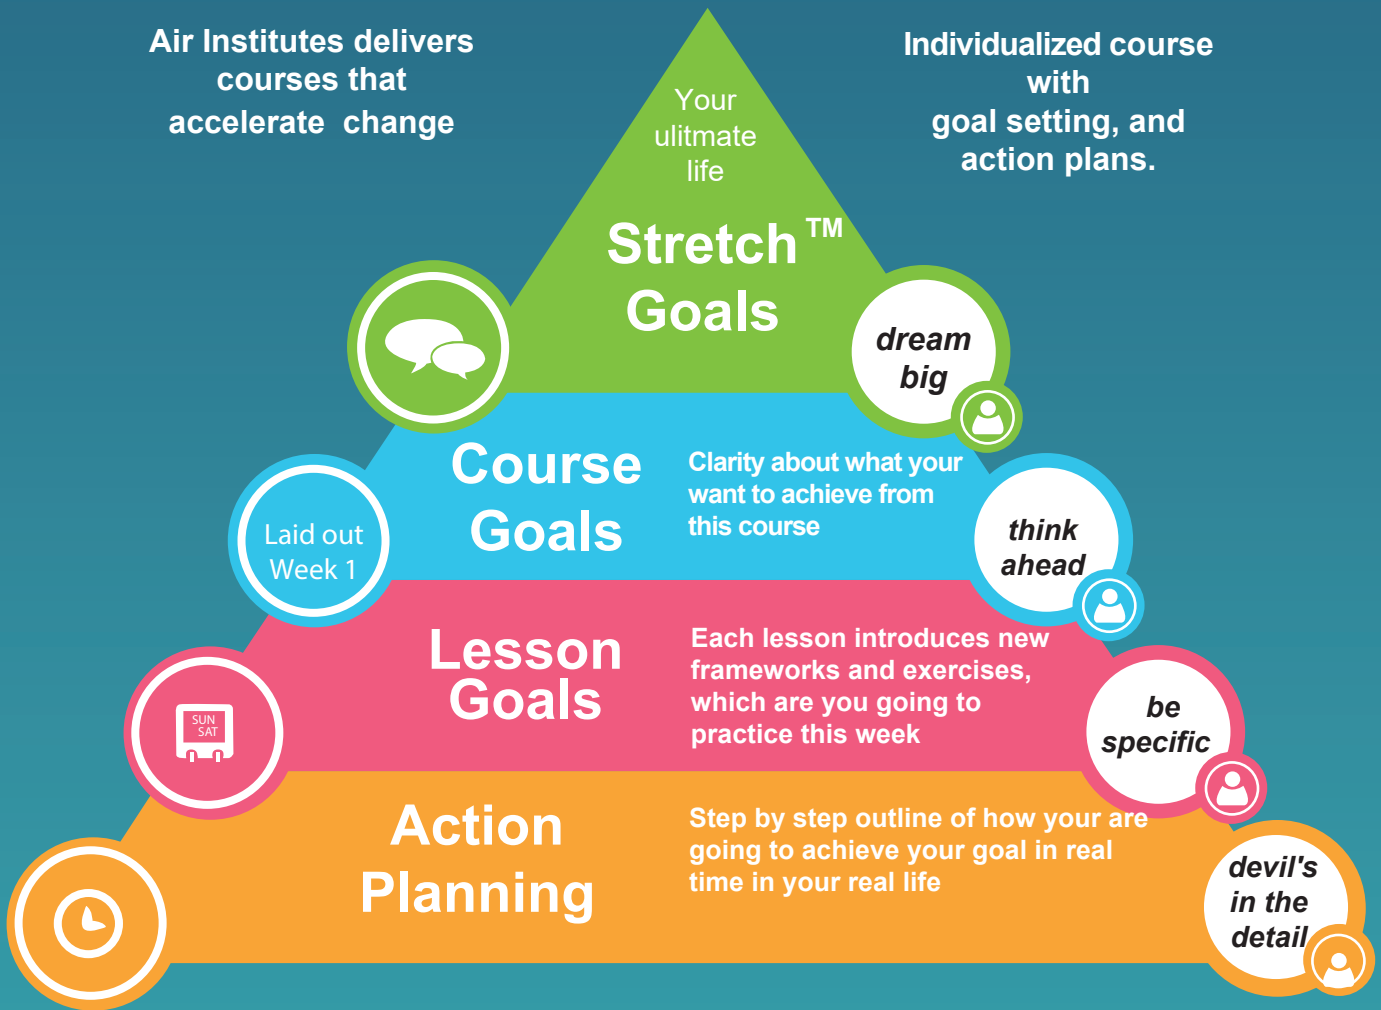 Air Institutes delivers
courses that
accelerate change
Individualized course
with
goal setting, and
action plans.
Your
ulitmate
life
Stretch™
Goals
dream
big
Course
Goals
Clarity about what your
want to achieve from
this course
Laid out
Week 1
think
ahead
Lesson
Goals
Each lesson introduces new
frameworks and exercises,
which are you going to
practice this week
SUN
SAT
be
specific
Action
Planning
Step by step outline of how your are
going to achieve your goal in real
time in your real life
devil's
in the
detail